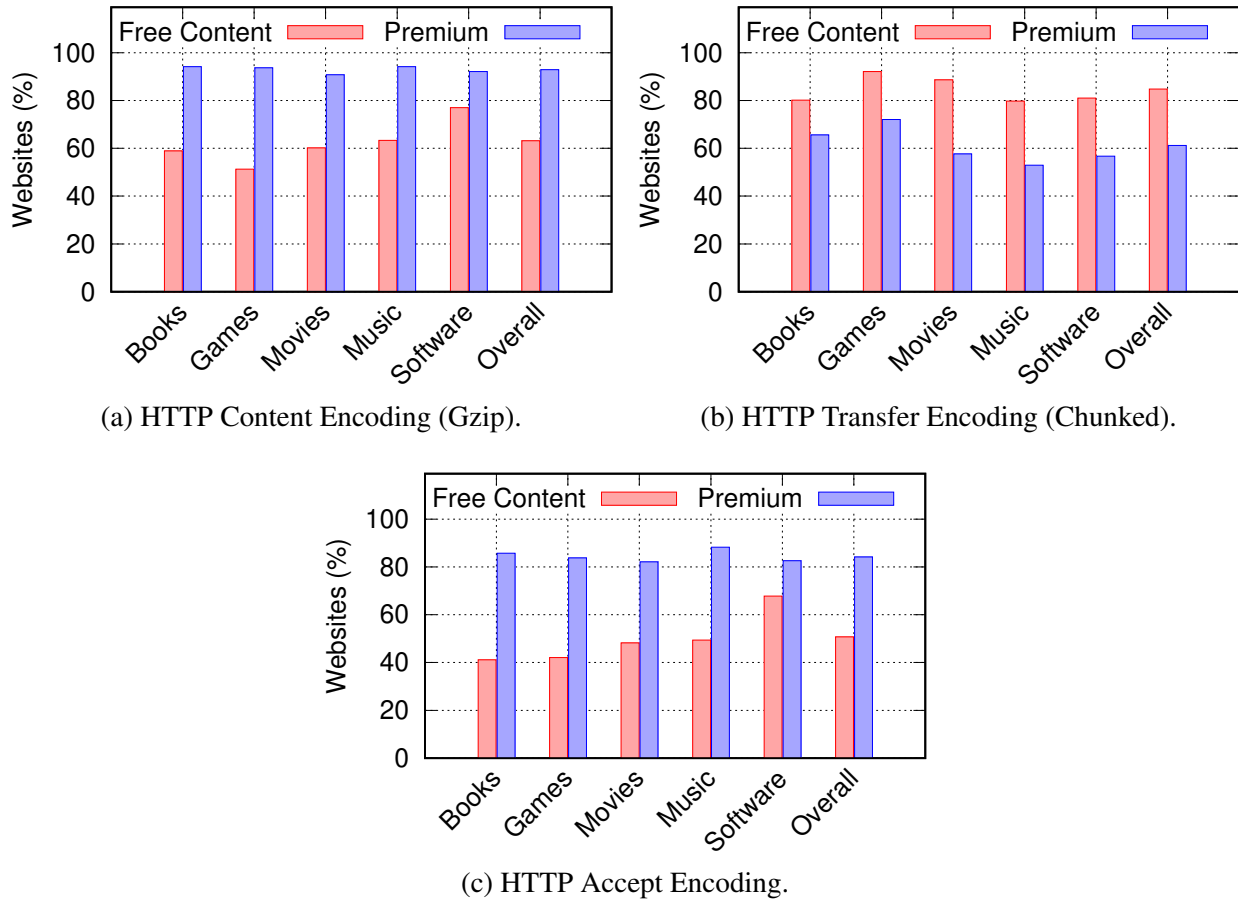 Free Content Premium
100
80
60
40
20
0
Websites (%)
Books
Games
Movies
Music
Software
Overall
(a) HTTP Content Encoding (Gzip).
Free Content Premium
100
80
60
40
20
0
Websites (%)
Books
Games
Movies
Music
Software
Overall
(b) HTTP Transfer Encoding (Chunked).
Free Content Premium
100
80
60
40
20
0
Websites (%)
Books
Games
Movies
Music
Software
Overall
(c) HTTP Accept Encoding.